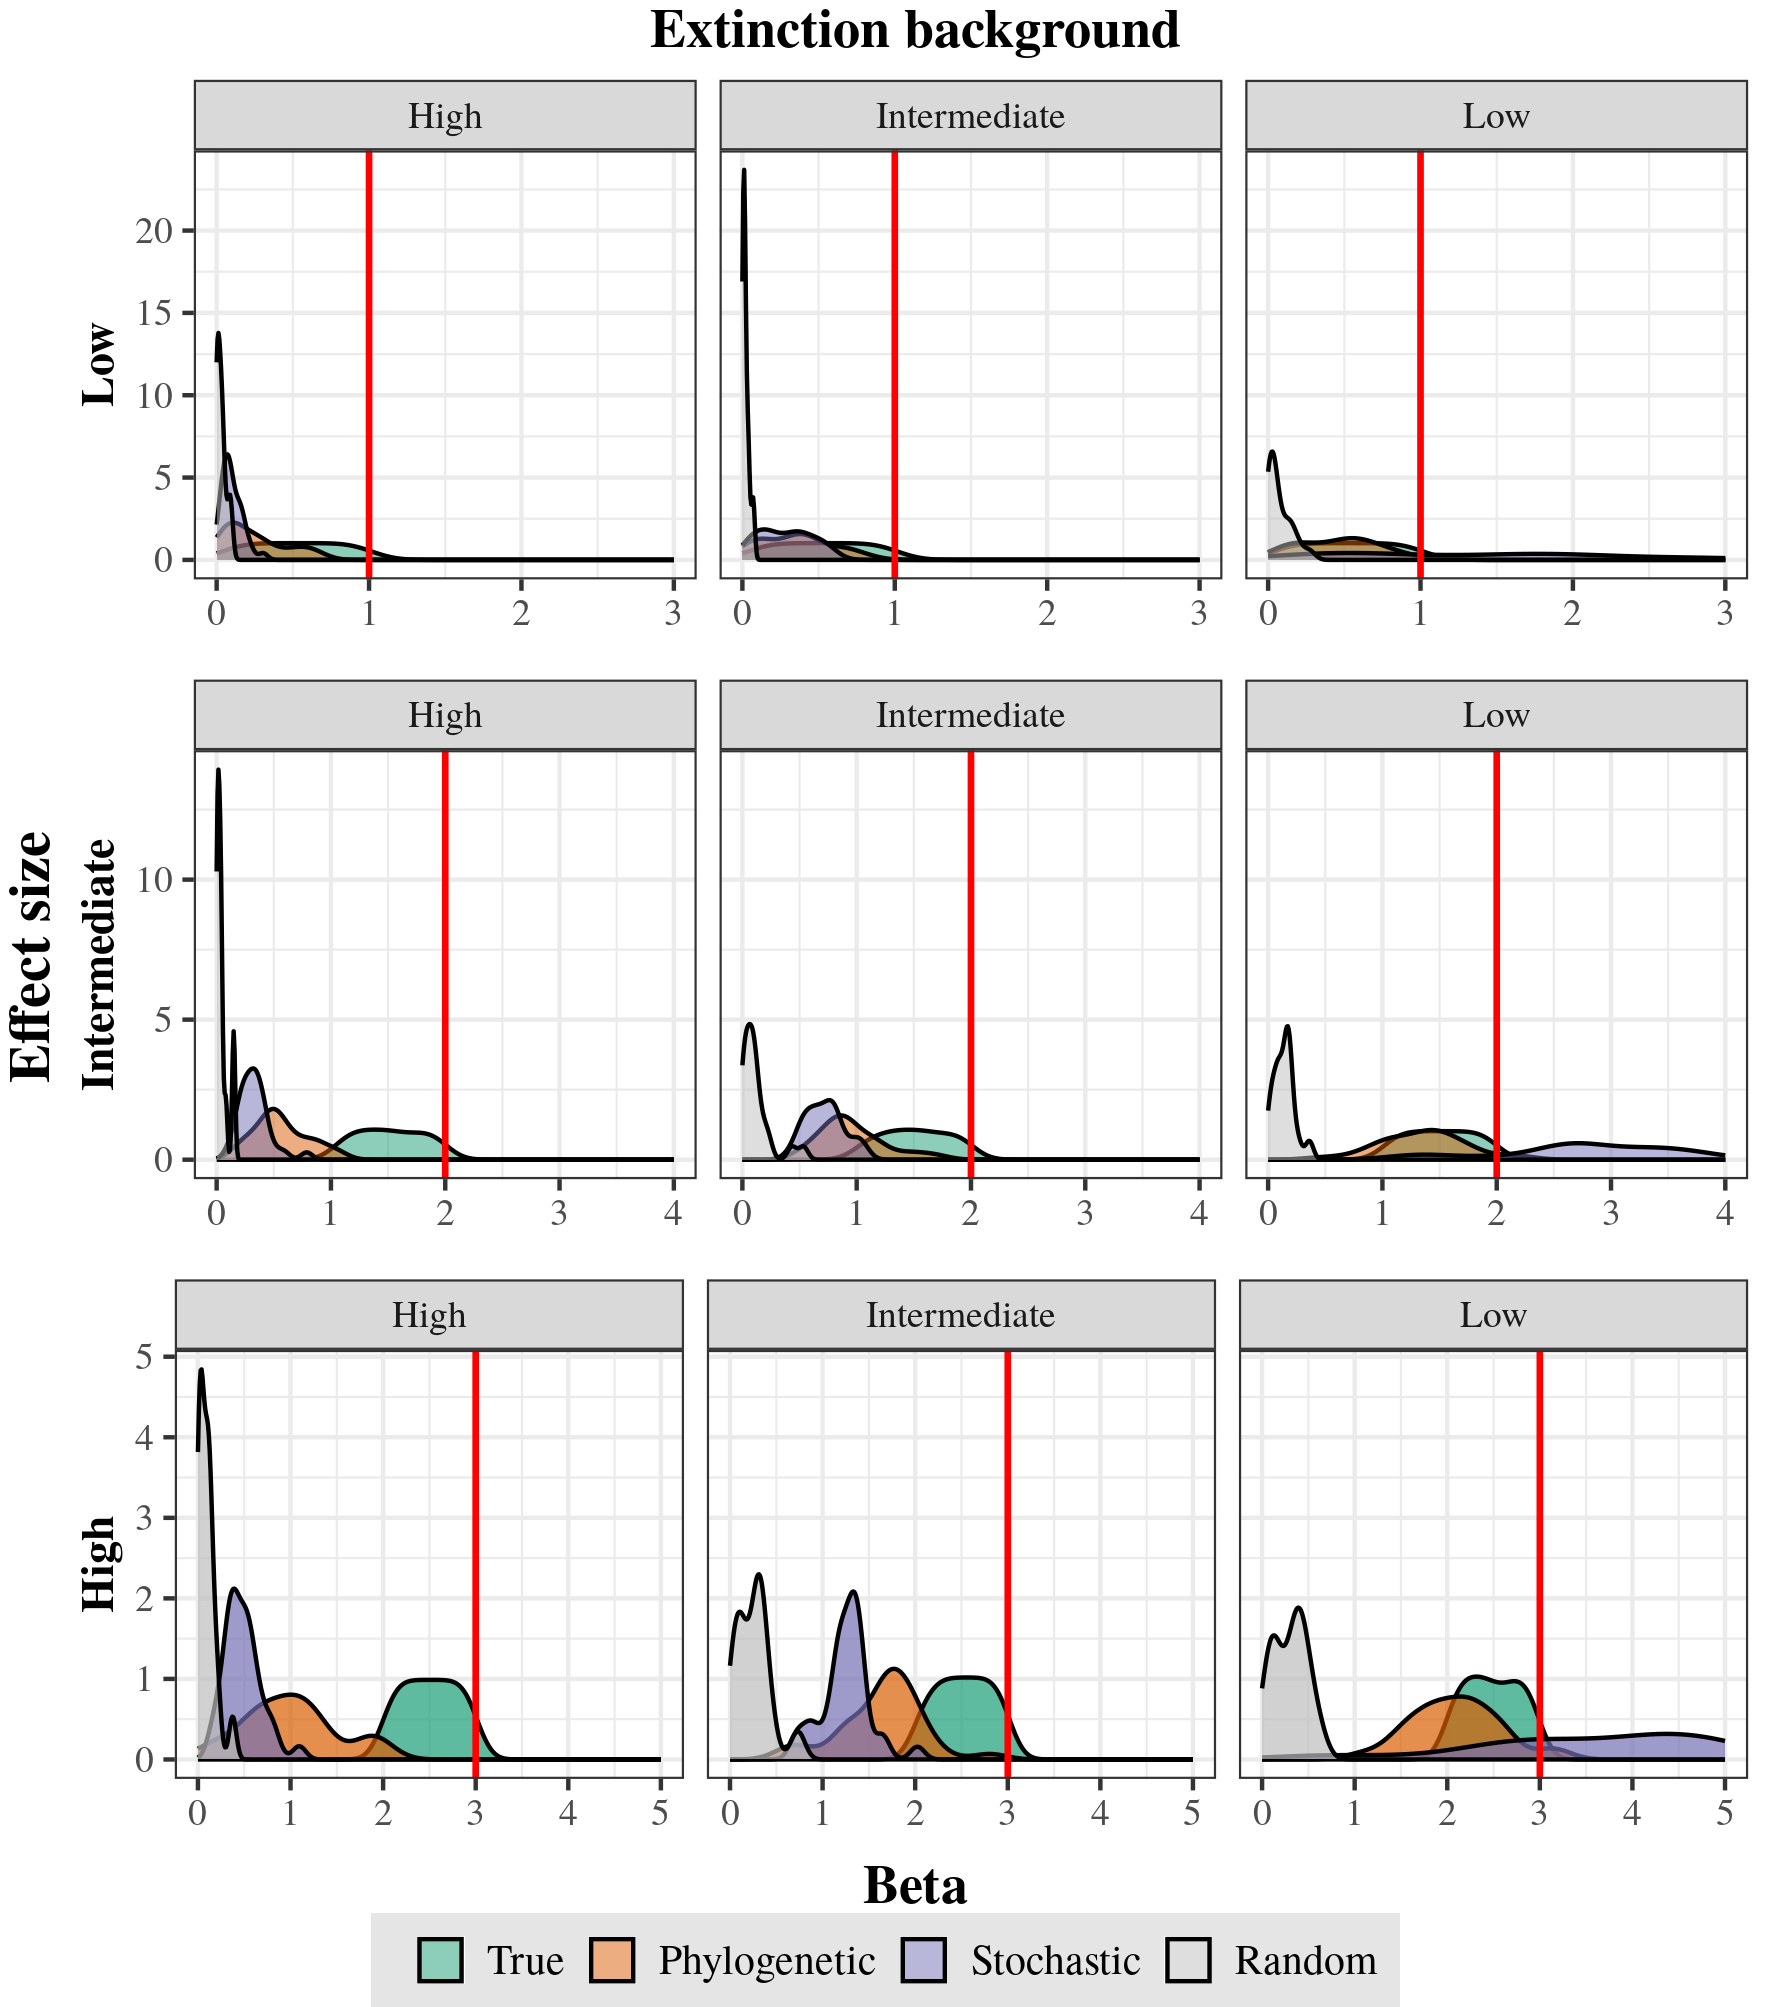 Extinction background
High Intermediate Low
20
15
10
5
0
Low
0 1 2 3 0 1 2 3 0 1 2 3
High Intermediate Low
10
5
0
Effect size
Intermediate
0 1 2 3 4 0 1 2 3 4 0 1 2 3 4
High Intermediate Low
5
4
3
2
1
0
High
0 1 2 3 4 5 0 1 2 3 4 5 0 1 2 3 4 5
Beta
True Phylogenetic Stochastic Random